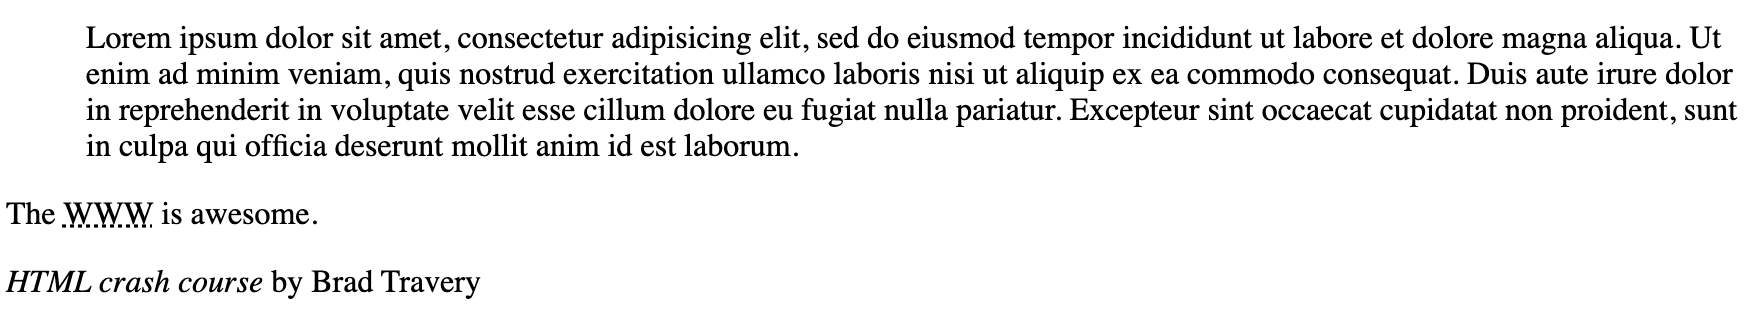 Lorem ipsum dolor sit amet, consectetur adipisicing elit, sed do eiusmod tempor incididunt ut labore et dolore magna aliqua. Ut
enim ad minim veniam, quis nostrud exercitation ullamco laboris nisi ut aliquip ex ea commodo consequat. Duis aute irure dolor
in reprehenderit in voluptate velit esse cillum dolore eu fugiat nulla pariatur. Excepteur sint occaecat cupidatat non proident, sunt
in culpa qui officia deserunt mollit anim id est laborum.
The WWW is awesome.
HTML crash course by Brad Travery